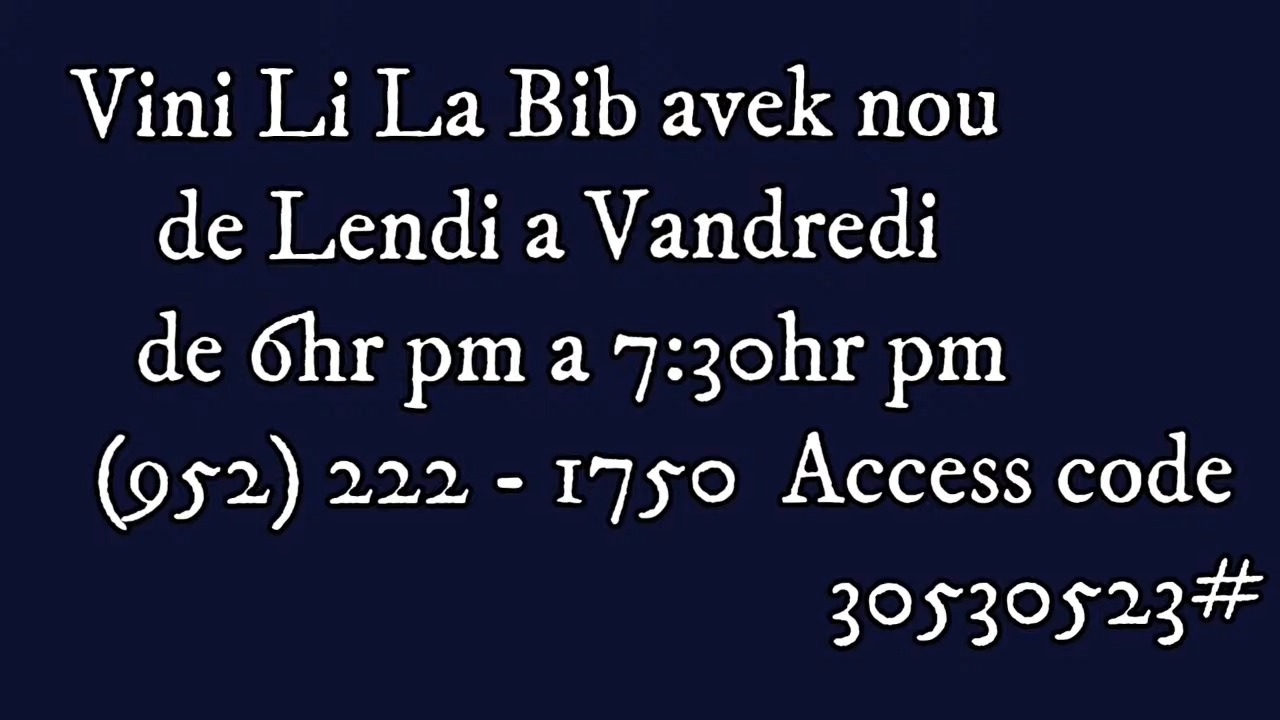 Vini Li La Bib avek nou
de Lendi a Vandredi
de 6hr pm a 7:30hr pm
(952) 222 - 1750 Access code
30530523#